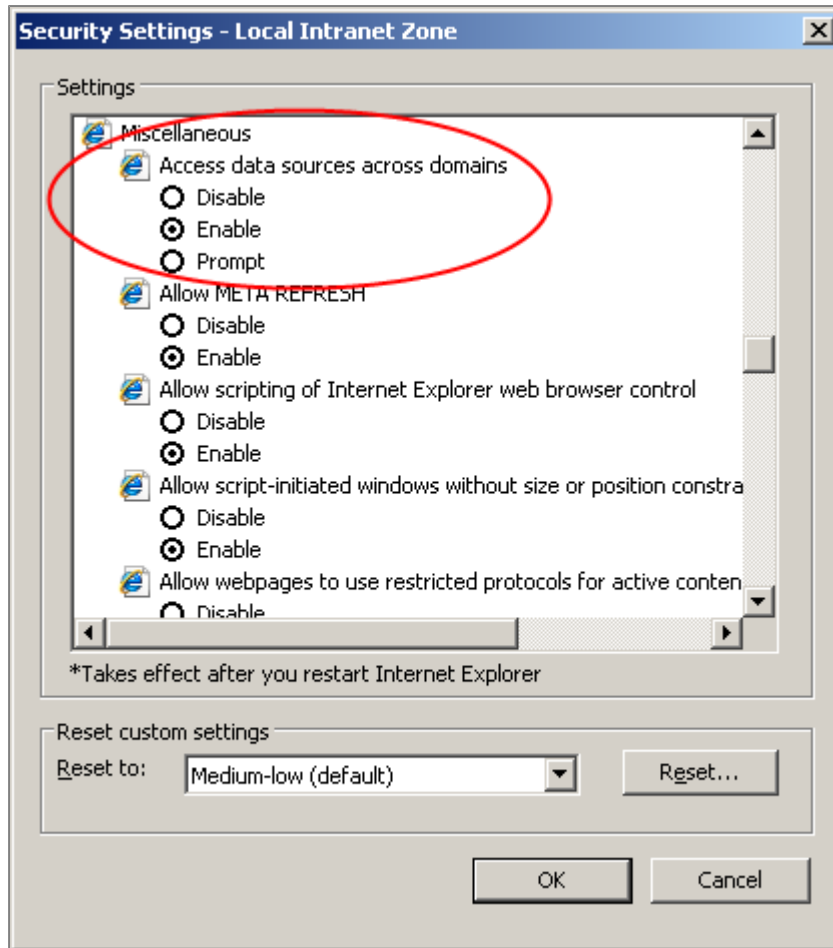 Security Settings - Local Intranet Zone
Settings
Miscellaneous
Access data sources across domains
Disable
Enable
Prompt
Allow META REFRESH
Disable
Enable
Allow scripting of Internet Explorer web browser control
Disable
Enable
Allow script-initiated windows without size or position constra
Disable
Enable
Allow webpages to use restricted protocols for active conten
Disable
*Takes effect after you restart Internet Explorer
Reset custom settings
Reset to:
Medium-low (default)
Reset...
OK
Cancel